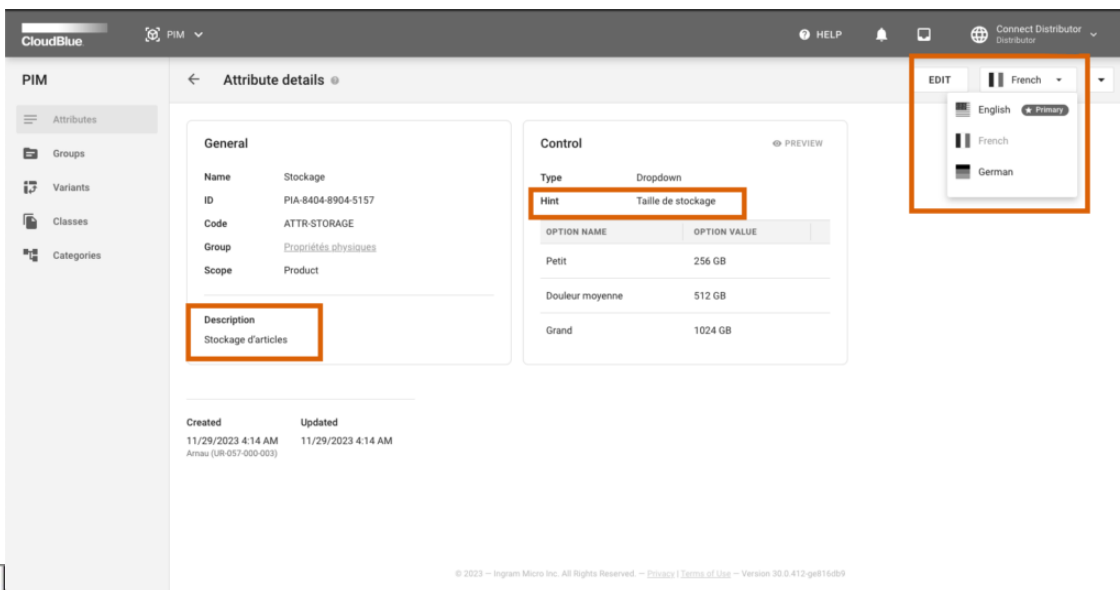 CloudBlue
PIM
HELP
Connect Distributor
Distributor
PIM
Attribute details
EDIT
French
English
Primary
French
German
Attributes
Groups
Variants
Classes
Categories
General
Name Stockage
ID PIA-8404-8904-5157
Code ATTR-STORAGE
Group Propriétés physiques
Scope Product
Description
Stockage d'articles
Control
PREVIEW
Type Dropdown
Hint Taille de stockage
OPTION NAME OPTION VALUE
Petit 256 GB
Douleur moyenne 512 GB
Grand 1024 GB
Created Updated
11/29/2023 4:14 AM 11/29/2023 4:14 AM
Arnau (UR-057-000-003)
© 2023 — Ingram Micro Inc. All Rights Reserved. — Privacy | Terms of Use — Version 30.0.412-ge816db9